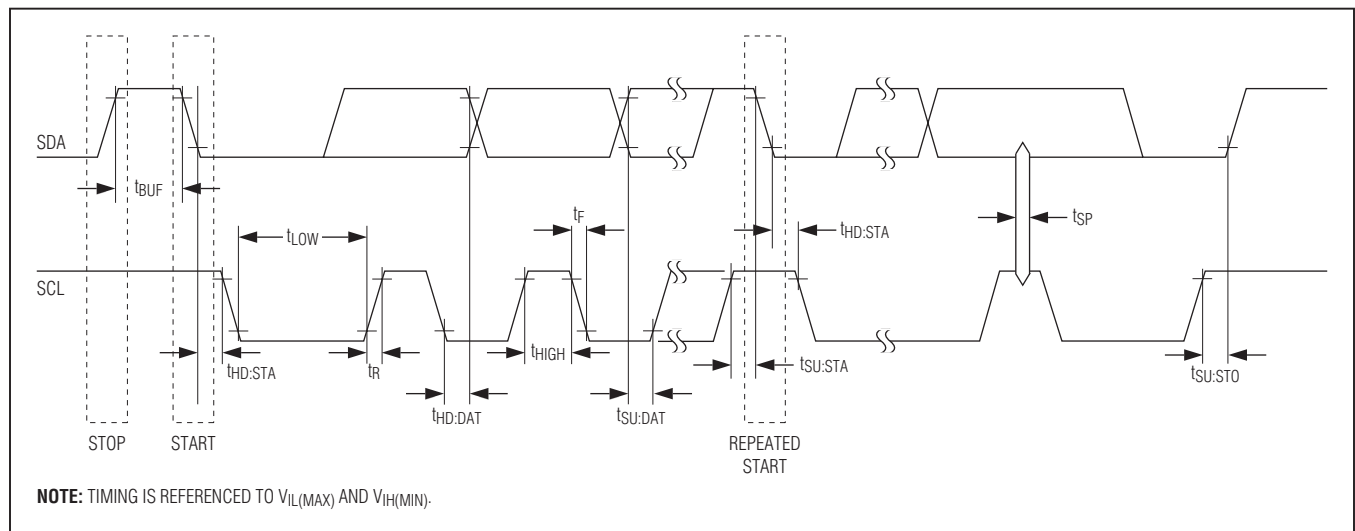 SDA
tBUF
tLOW
tF
tHD:STA
tSP
SCL
tHD:STA
tR
tHIGH
tHD:DAT
tSU:DAT
tSU:STA
tSU:STO
STOP
START
REPEATED
START
NOTE: TIMING IS REFERENCED TO VIL(MAX) AND VIH(MIN).